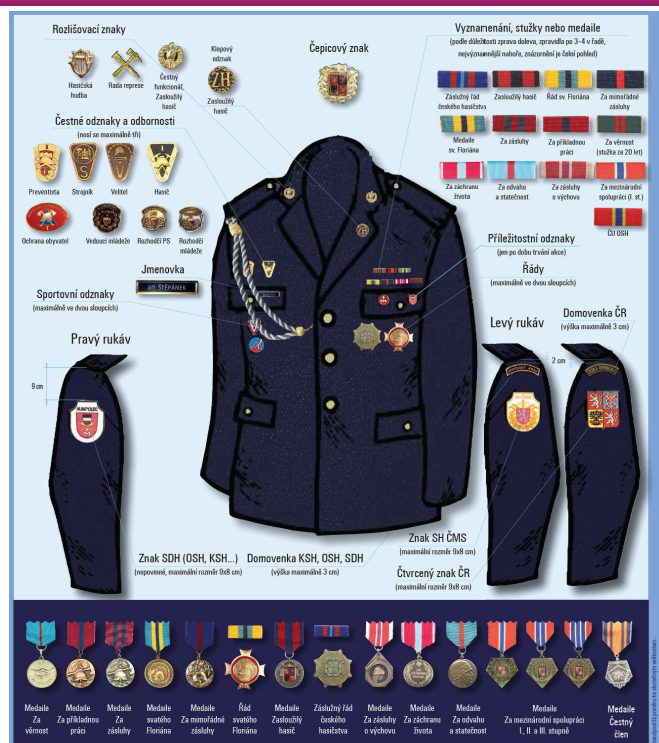 Rozlišovací znaky
Hasičská
hudba
Rada represe
Čestný
funkcionář,
Zasloužilý
hasič
Klopový
odznak
ZH
Zasloužilý
hasič
Čepicový znak
Vyznamenání, stužky nebo medaile
(podle důležitosti zprava doleva, zpravidla po 3–4 v řadě,
nejvýznamnější nahoře, znázornění je čelní pohled)
Záslužný řád
českého hasičstva
Zasloužilý hasič
Řád sv. Floriána
Za mimořádné
zásluhy
Medaile
sv. Floriána
Za zásluhy
Za příkladnou
práci
Za věrnost
(stužka za 20 let)
Za záchranu
života
Za odvahu
a statečnost
Za zásluhy
o výchovu
Za mezinárodní
spolupráci (I. st.)
ČU OSH
Čestné odznaky a odbornosti
(nosí se maximálně tři)
P
S
V
Preventista
Strojník
Velitel
Hasič
Ochrana obyvatel
Vedoucí mládeže
Rozhodčí PS
Rozhodčí
mládeže
ZH
Jmenovka
JIŘÍ ŠTĚPÁNEK
Sportovní odznaky
(maximálně ve dvou sloupcích)
Příležitostní odznaky
(jen po dobu trvání akce)
Řády
(maximálně ve dvou sloupcích)
Pravý rukáv
9 cm
HUMPOLEC
Levý rukáv
2 cm
Domovenka ČR
(výška maximálně 3 cm)
ČESKÁ REPUBLIKA
Znak SDH (OSH, KSH...)
(nepovinné, maximální rozměr 9x8 cm)
Domovenka KSH, OSH, SDH
(výška maximálně 3 cm)
Znak SH ČMS
(maximální rozměr 9x8 cm)
Čtvrcený znak ČR
(maximální rozměr 9x8 cm)
Medaile
Za
věrnost
Medaile
Za příkladnou
práci
Medaile
Za
zásluhy
Medaile
svatého
Floriána
Medaile
Za mimořádné
zásluhy
Řád
svatého
Floriána
Medaile
Zasloužilý
hasič
Záslužný řád
českého
hasičstva
Medaile
Za zásluhy
o výchovu
Medaile
Za záchranu
života
Medaile
Za odvahu
a statečnost
Medaile
Za mezinárodní spolupráci
I., II. a III. stupně
Medaile
Čestný
člen